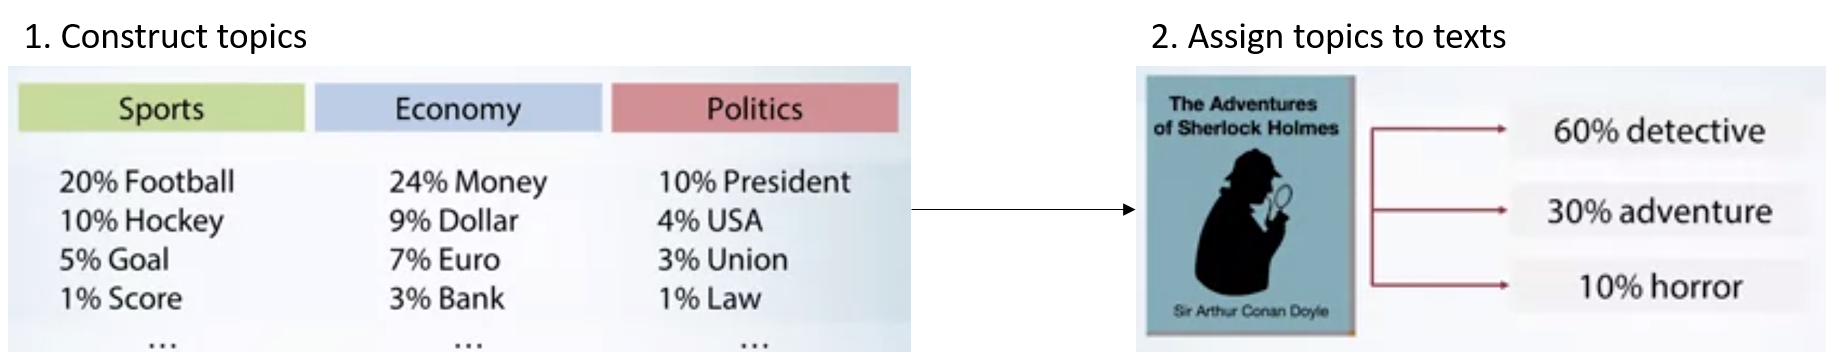 1. Construct topics
Sports
Economy
Politics
20% Football
10% Hockey
5% Goal
1% Score
...
24% Money
9% Dollar
7% Euro
3% Bank
...
10% President
4% USA
3% Union
1% Law
...
2. Assign topics to texts
The Adventures
of Sherlock Holmes
Sir Arthur Conan Doyle
60% detective
30% adventure
10% horror